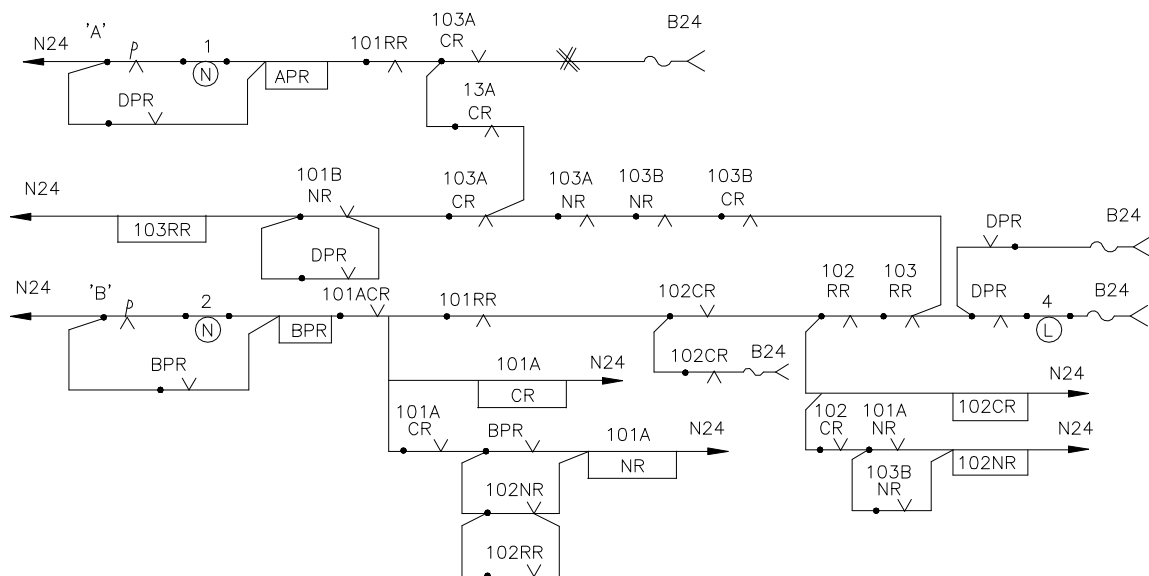 'A'
N24
p
1
N
APR
101RR
103A
CR
B24
DPR
13A
CR
N24
103RR
101B
NR
DPR
103A
CR
103A
NR
103B
NR
103B
CR
DPR
B24
N24
'B'
p
2
N
BPR
101ACR
101RR
102CR
102
RR
103
RR
DPR
4
L
B24
BPR
102CR
B24
101A
CR
N24
102CR
N24
101A
CR
BPR
101A
NR
N24
102
CR
101A
NR
102NR
N24
102NR
103B
NR
102RR